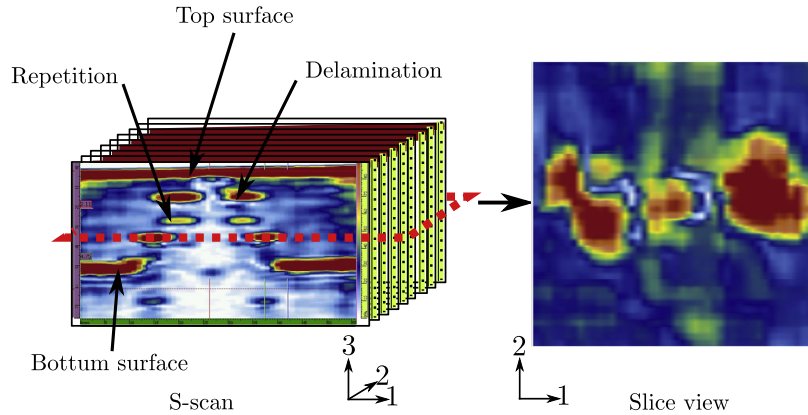 Top surface
Repetition
Delamination
Bottum surface
3
2
1
S-scan
2
1
Slice view